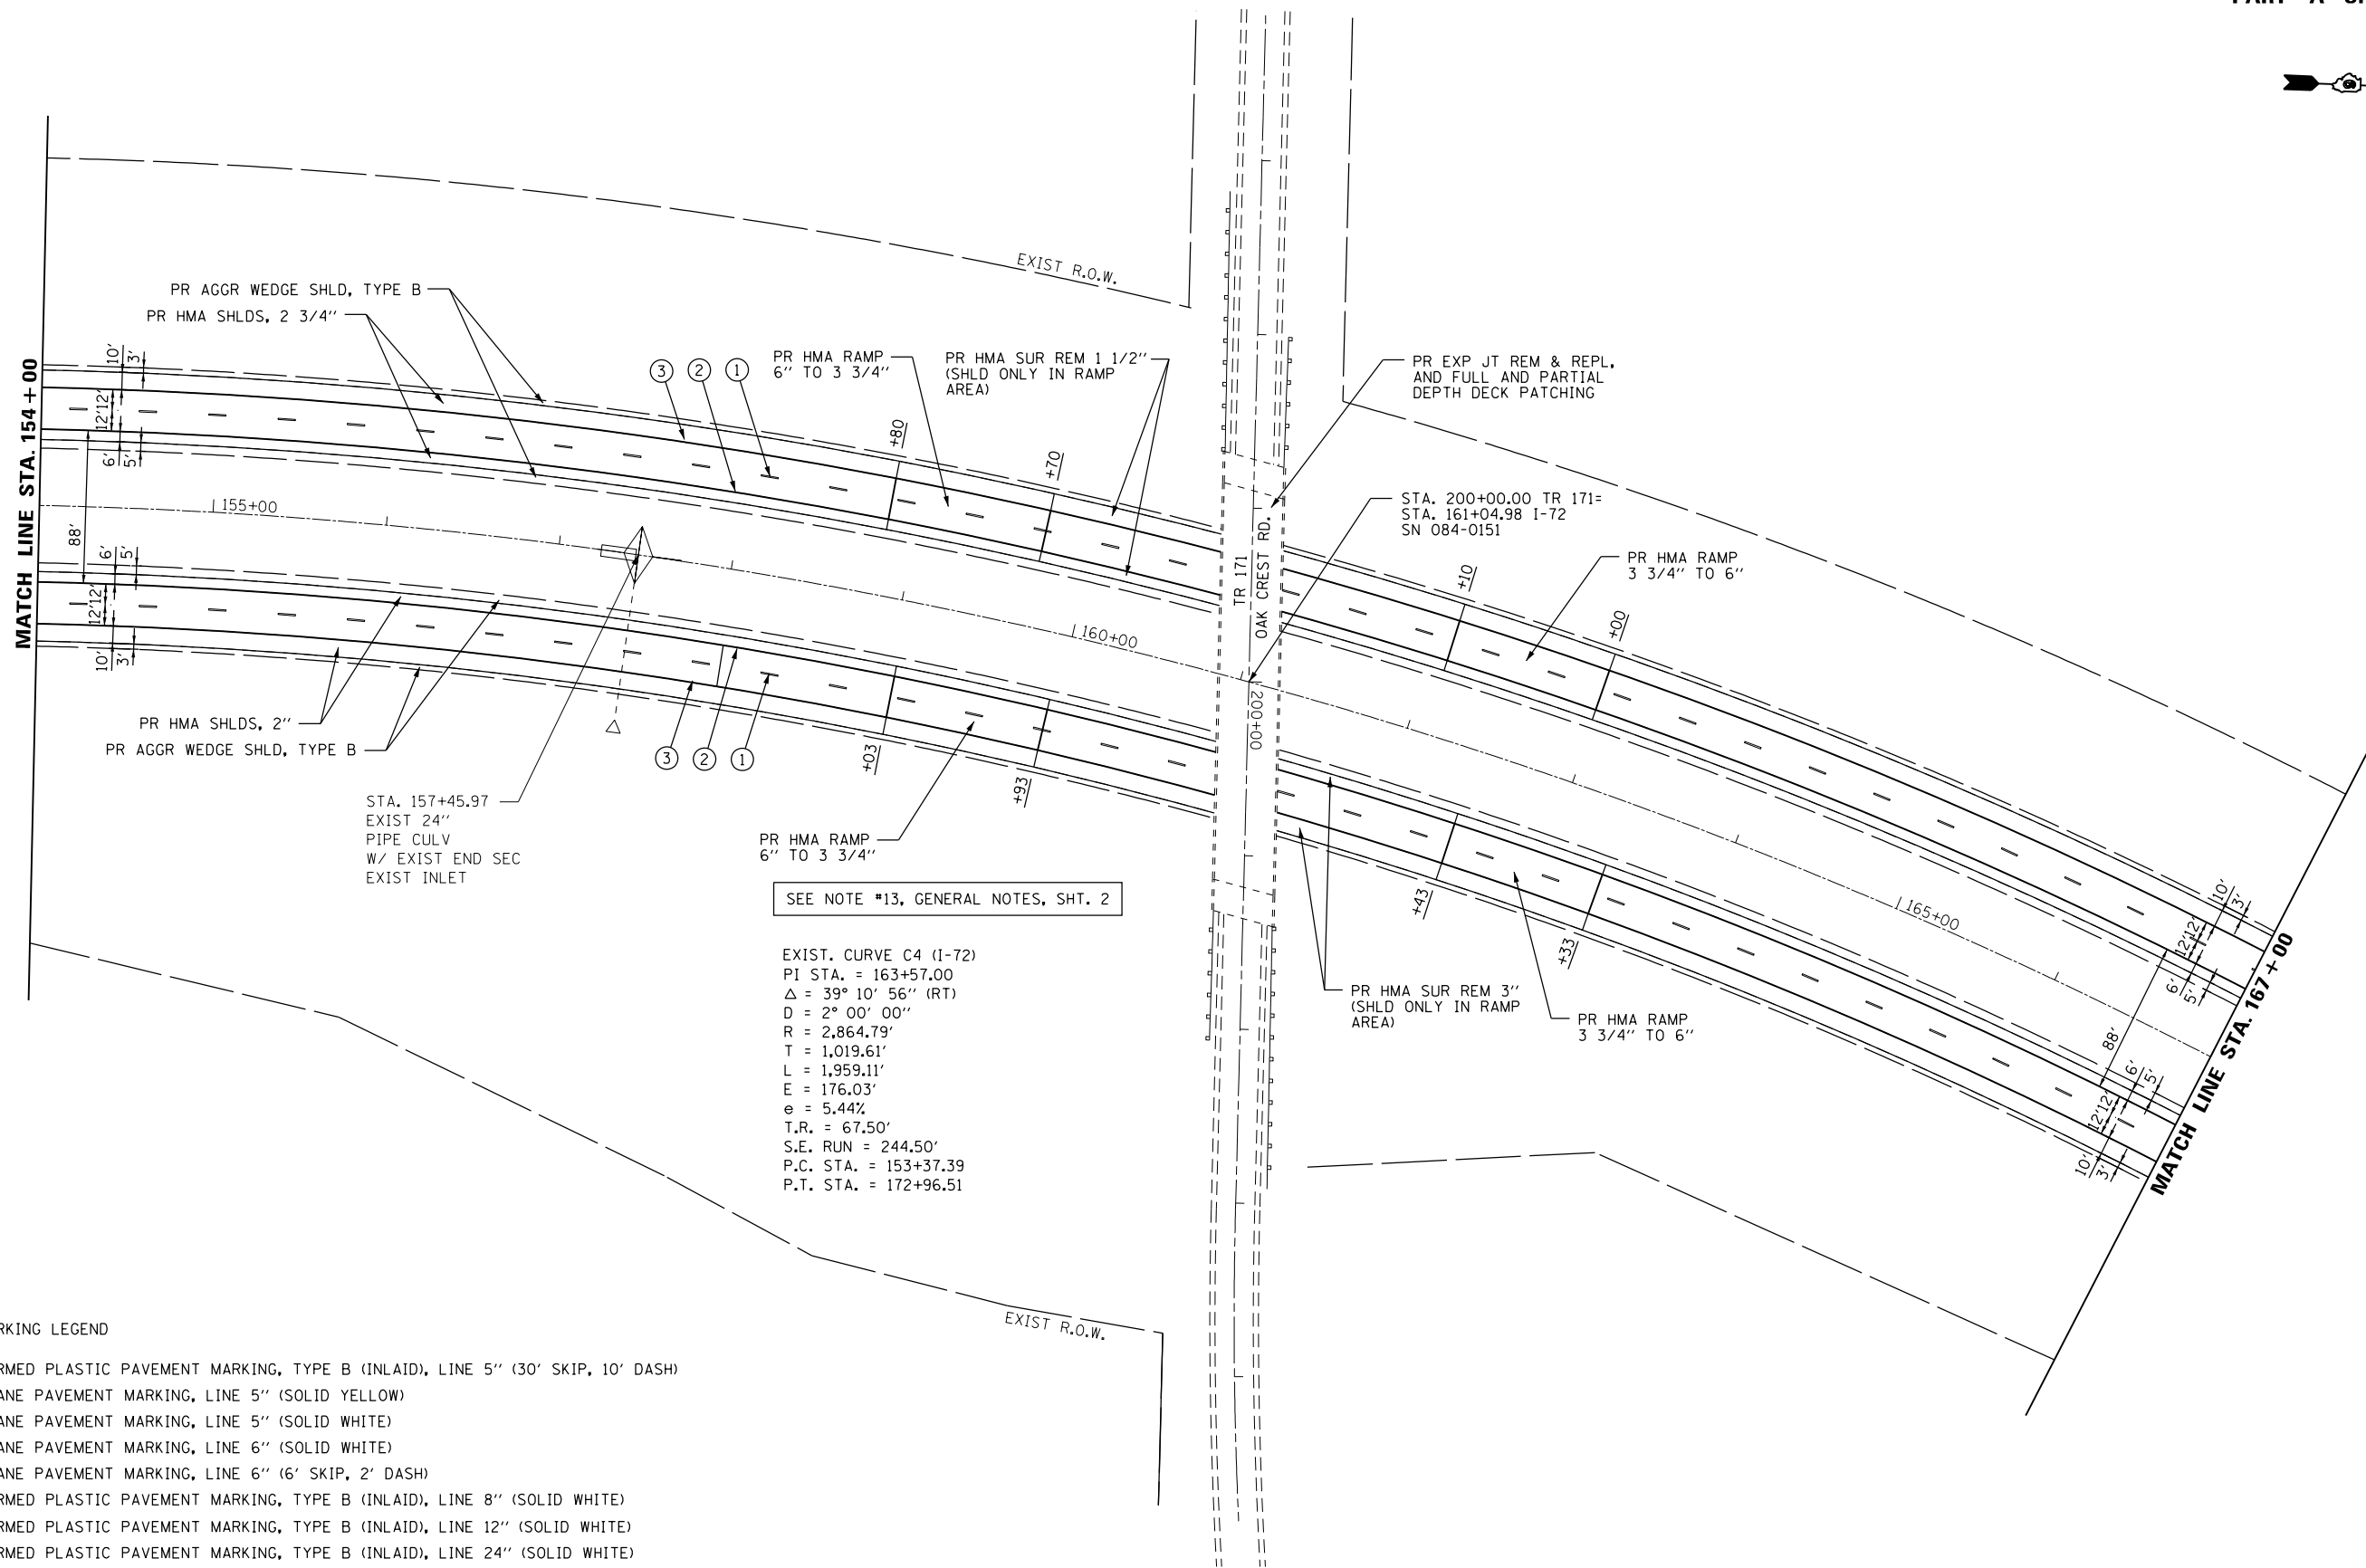 EXIST R.O.W.
PR AGGR WEDGE SHLD, TYPE B
PR HMA SHLDS, 2 3/4"
PR HMA RAMP
6" TO 3 3/4"
PR HMA SUR REM 1 1/2"
(SHLD ONLY IN RAMP
AREA)
PR EXP JT REM & REPL,
AND FULL AND PARTIAL
DEPTH DECK PATCHING
MATCH LINE STA. 154+00
10'
3'
12'
12'
6'
5'
88'
6'
5'
12'
12'
10'
3'
3
2
1
+80
+70
155+00
STA. 200+00.00 TR 171=
STA. 161+04.98 I-72
SN 084-0151
TR 171
OAK CREST RD.
200+00
160+00
+10
+00
PR HMA RAMP
3 3/4" TO 6"
PR HMA SHLDS, 2"
PR AGGR WEDGE SHLD, TYPE B
3
2
1
+03
+93
STA. 157+45.97
EXIST 24"
PIPE CULV
W/ EXIST END SEC
EXIST INLET
PR HMA RAMP
6" TO 3 3/4"
SEE NOTE #13, GENERAL NOTES, SHT. 2
EXIST. CURVE C4 (I-72)
PI STA. = 163+57.00
△ = 39° 10' 56" (RT)
D = 2° 00' 00"
R = 2,864.79'
T = 1,019.61'
L = 1,959.11'
E = 176.03'
e = 5.44%
T.R. = 67.50'
S.E. RUN = 244.50'
P.C. STA. = 153+37.39
P.T. STA. = 172+96.51
+43
+33
PR HMA SUR REM 3"
(SHLD ONLY IN RAMP
AREA)
PR HMA RAMP
3 3/4" TO 6"
165+00
10'
3'
12'
12'
6'
5'
88'
6'
5'
12'
12'
10'
3'
MATCH LINE STA. 167+00
EXIST R.O.W.
RKING LEGEND
RMED PLASTIC PAVEMENT MARKING, TYPE B (INLAID), LINE 5" (30' SKIP, 10' DASH)
ANE PAVEMENT MARKING, LINE 5" (SOLID YELLOW)
ANE PAVEMENT MARKING, LINE 5" (SOLID WHITE)
ANE PAVEMENT MARKING, LINE 6" (SOLID WHITE)
ANE PAVEMENT MARKING, LINE 6" (6' SKIP, 2' DASH)
RMED PLASTIC PAVEMENT MARKING, TYPE B (INLAID), LINE 8" (SOLID WHITE)
RMED PLASTIC PAVEMENT MARKING, TYPE B (INLAID), LINE 12" (SOLID WHITE)
RMED PLASTIC PAVEMENT MARKING, TYPE B (INLAID), LINE 24" (SOLID WHITE)